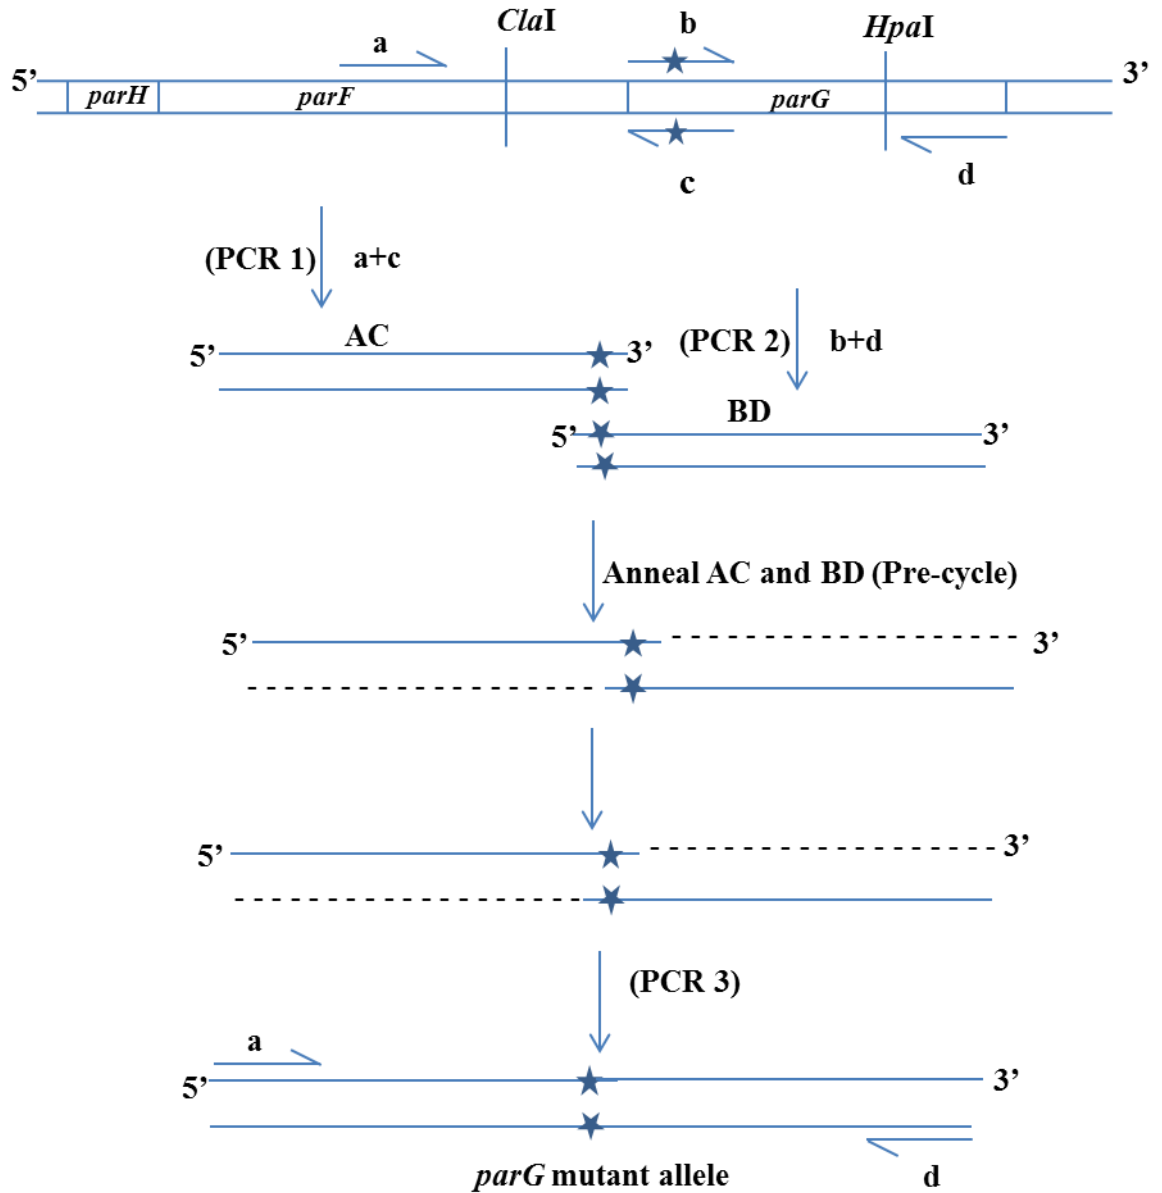 ClaI
b
HpaI
a
5’
3’
parH
parF
parG
c
d
(PCR 1)
a+c
AC
5’
3’
(PCR 2)
b+d
BD
5’
3’
Anneal AC and BD (Pre-cycle)
5’
3’
5’
3’
(PCR 3)
a
5’
3’
parG mutant allele
d